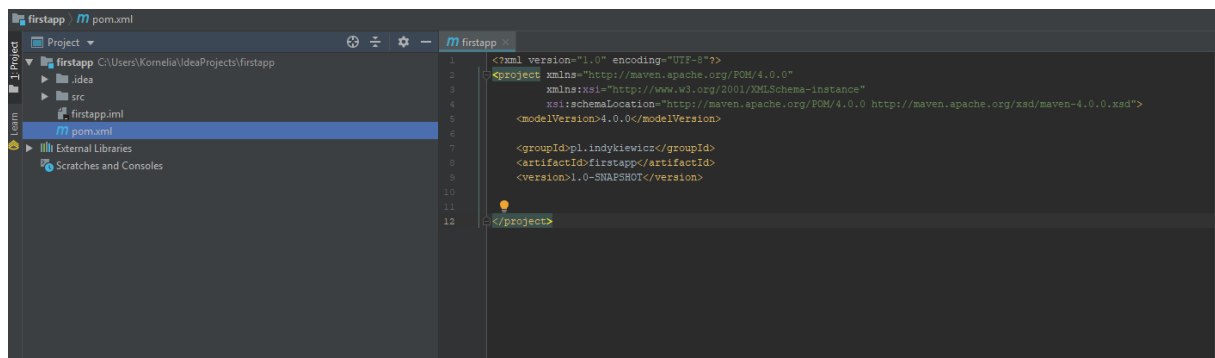 firstapp pom.xml
1: Project
Learn
Project
firstapp C:\Users\Kornelia\IdeaProjects\firstapp
.idea
src
firstapp.iml
pom.xml
External Libraries
Scratches and Consoles
firstapp
1 <?xml version="1.0" encoding="UTF-8"?>
2 <project xmlns="http://maven.apache.org/POM/4.0.0"
3 xmlns:xsi="http://www.w3.org/2001/XMLSchema-instance"
4 xsi:schemaLocation="http://maven.apache.org/POM/4.0.0 http://maven.apache.org/xsd/maven-4.0.0.xsd">
5 <modelVersion>4.0.0</modelVersion>
6
7 <groupId>pl.indykiewicz</groupId>
8 <artifactId>firstapp</artifactId>
9 <version>1.0-SNAPSHOT</version>
10
11
12 </project>